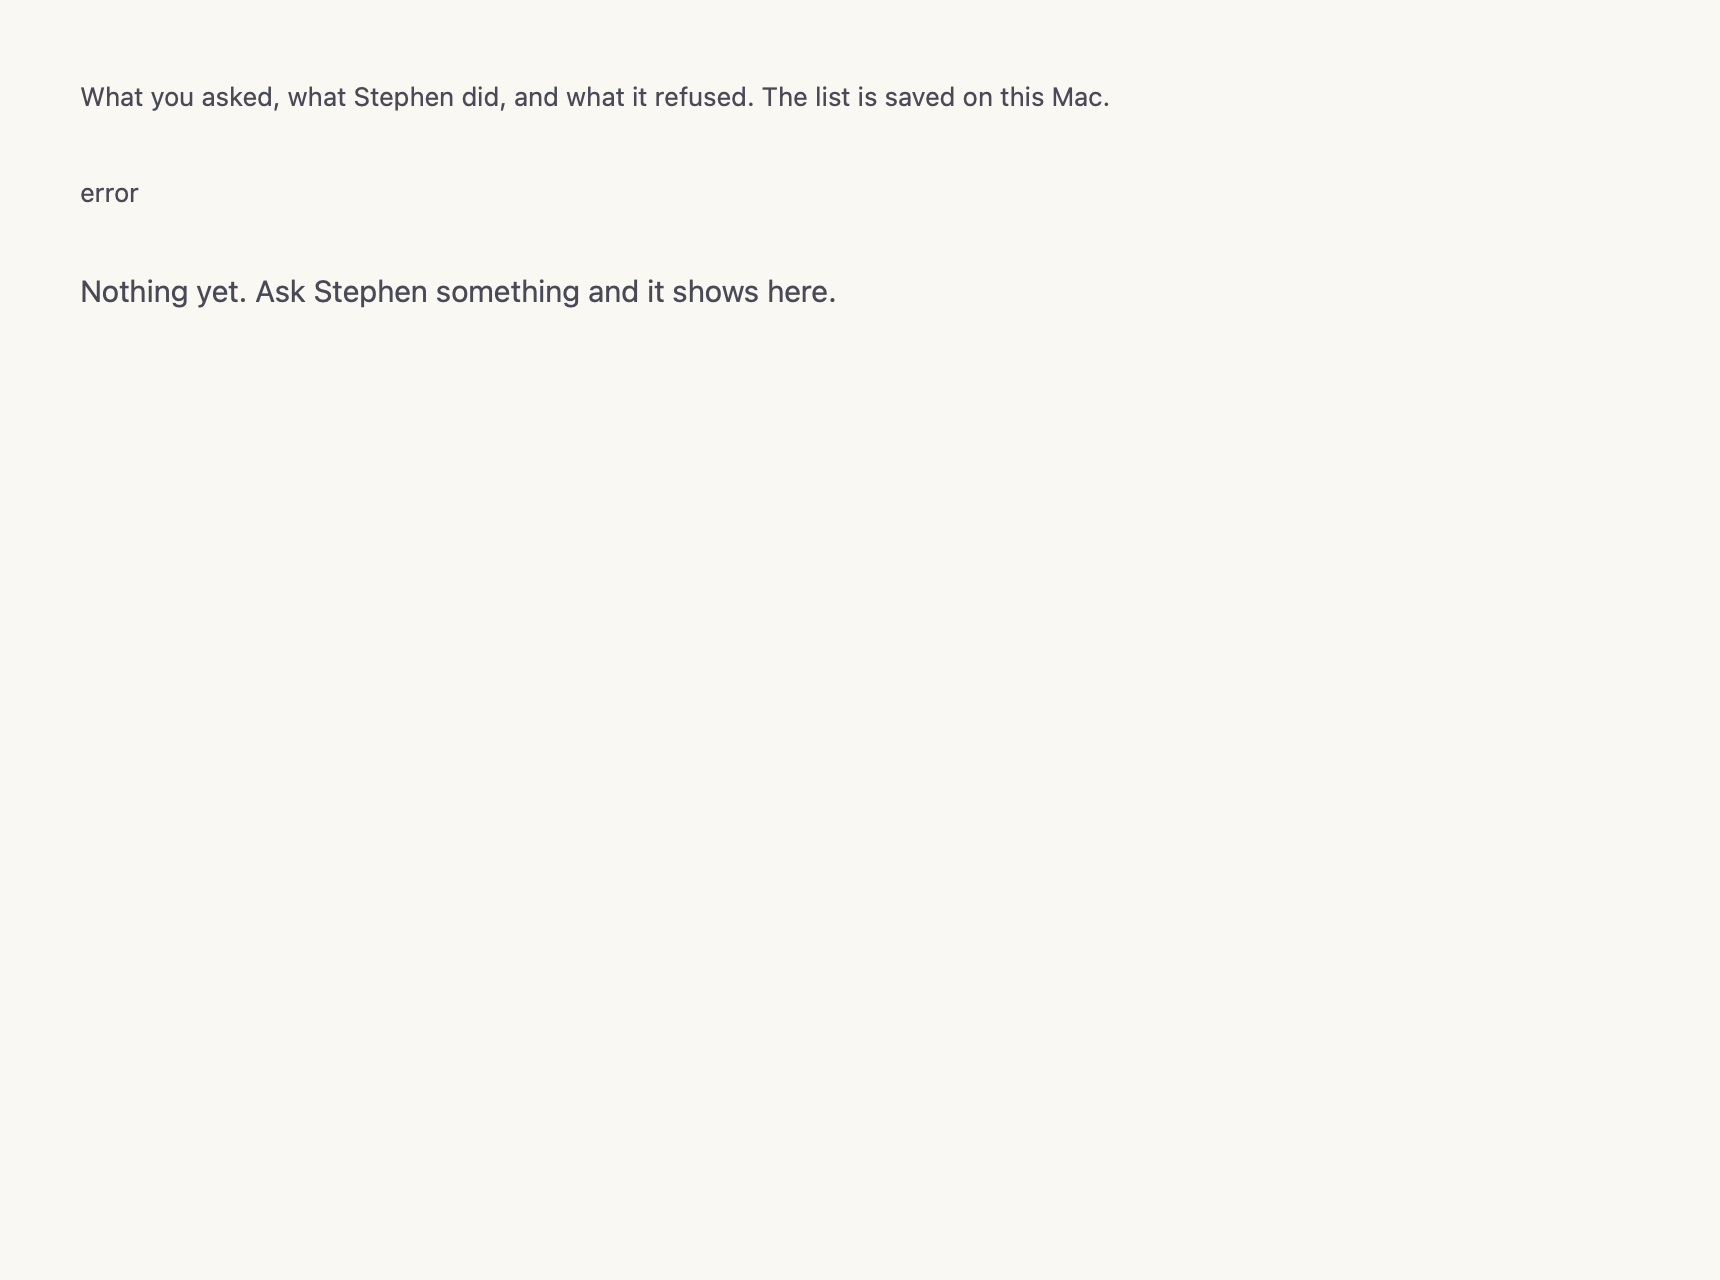 What you asked, what Stephen did, and what it refused. The list is saved on this Mac.
error
Nothing yet. Ask Stephen something and it shows here.